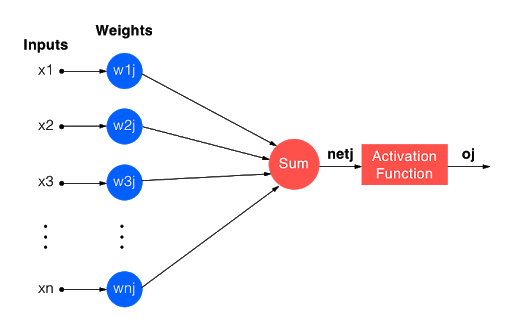 Weights
Inputs
x1
w1j
x2
w2j
x3
w3j
xn
wnj
Sum
netj
Activation
Function
oj